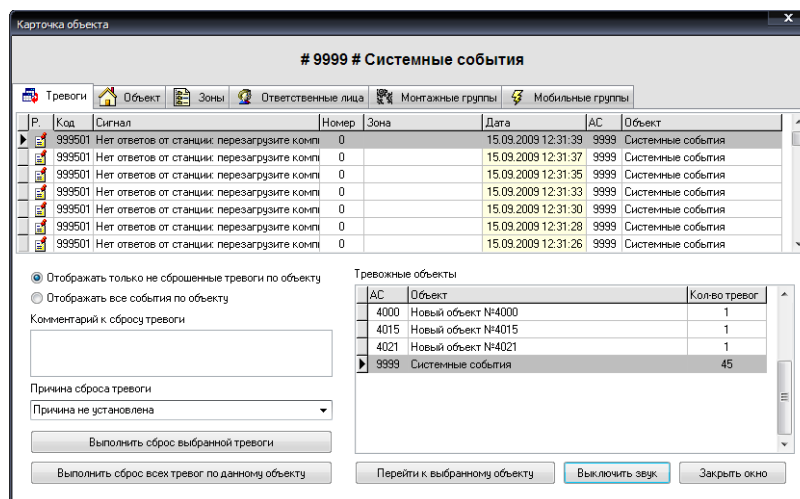 Карточка объекта
# 9999 # Системные события
Тревоги Объект Зоны Ответственные лица Монтажные группы Мобильные группы
Р. Код Сигнал Номер Зона Дата АС Объект
999501 Нет ответов от станции: перезагрузите комп 0 15.09.2009 12:31:39 9999 Системные события
999501 Нет ответов от станции: перезагрузите комп 0 15.09.2009 12:31:37 9999 Системные события
999501 Нет ответов от станции: перезагрузите комп 0 15.09.2009 12:31:35 9999 Системные события
999501 Нет ответов от станции: перезагрузите комп 0 15.09.2009 12:31:33 9999 Системные события
999501 Нет ответов от станции: перезагрузите комп 0 15.09.2009 12:31:30 9999 Системные события
999501 Нет ответов от станции: перезагрузите комп 0 15.09.2009 12:31:28 9999 Системные события
999501 Нет ответов от станции: перезагрузите комп 0 15.09.2009 12:31:26 9999 Системные события
Отображать только не сброшенные тревоги по объекту
Отображать все события по объекту
Комментарий к сбросу тревоги
Причина сброса тревоги
Причина не установлена
Выполнить сброс выбранной тревоги
Выполнить сброс всех тревог по данному объекту
Тревожные объекты
АС Объект Кол-во тревог
4000 Новый объект №4000 1
4015 Новый объект №4015 1
4021 Новый объект №4021 1
9999 Системные события 45
Перейти к выбранному объекту Выключить звук Закрыть окно